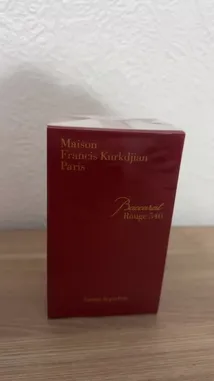 Maison
Francis Kurkdjian
Paris
Baccarat
Rouge 540